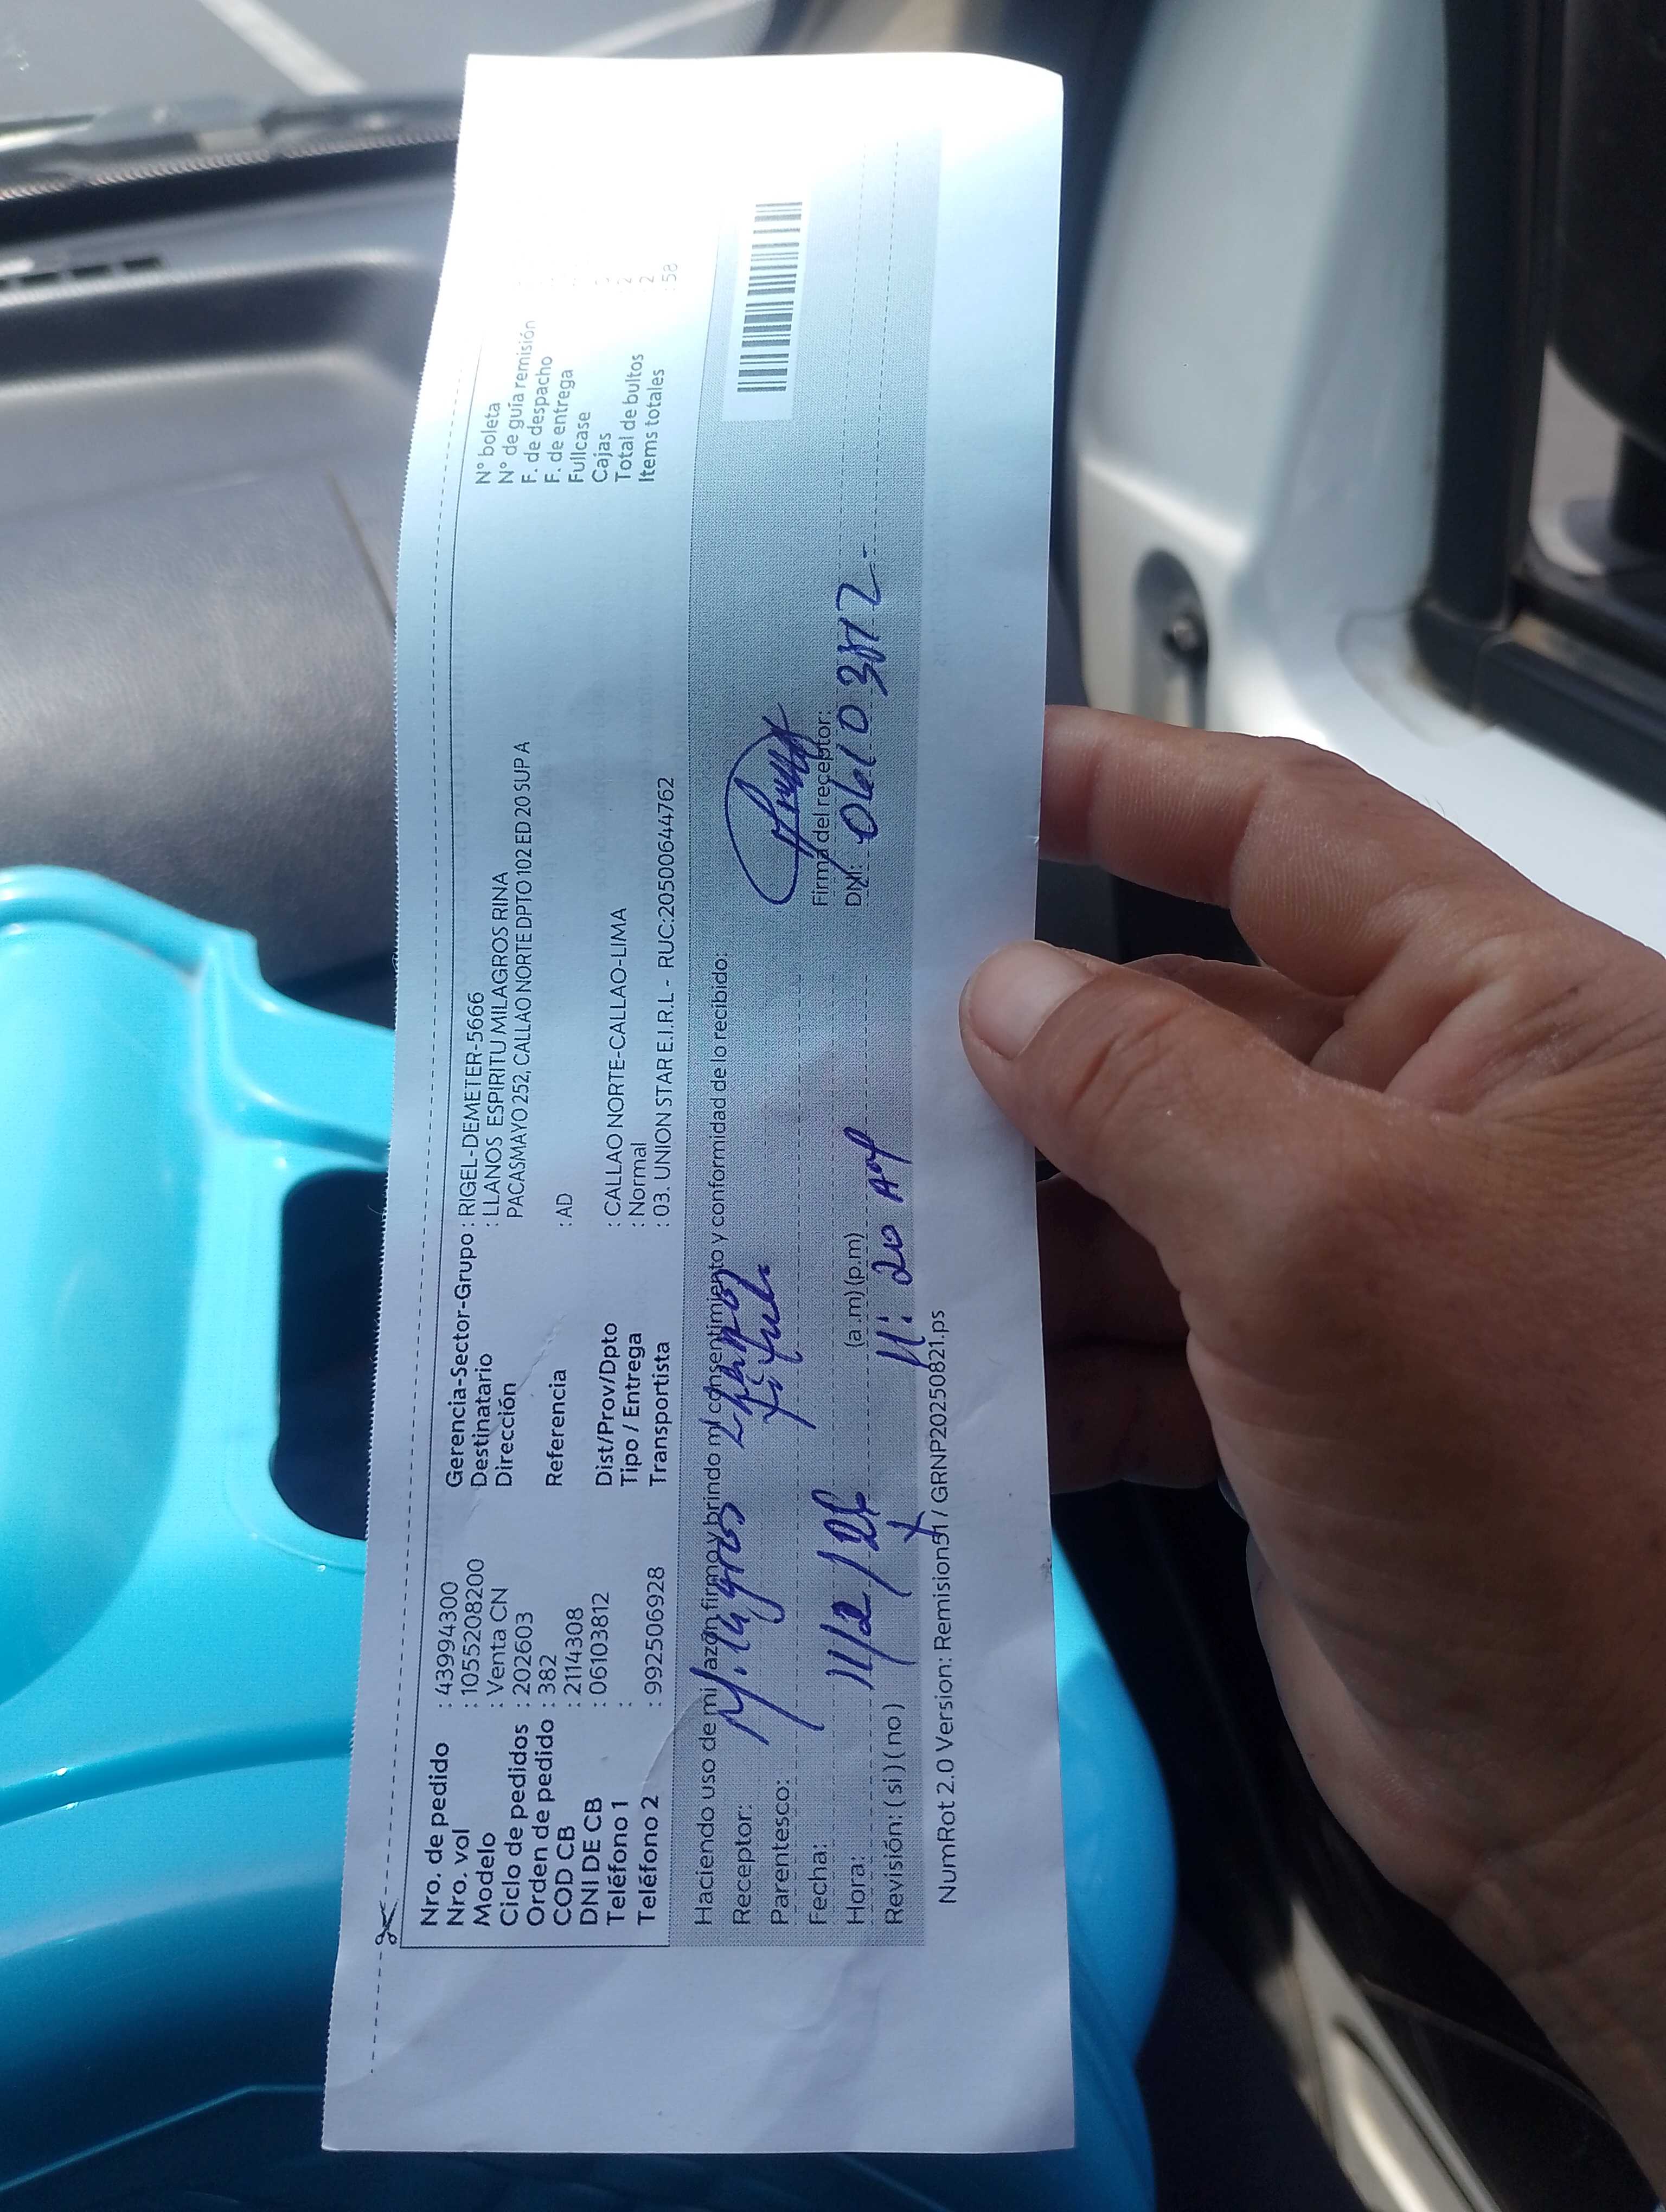 Nro. de pedido : 43994300
Nro. vol : 1055208200
Modelo : Venta CN
Ciclo de pedidos : 202603
Orden de pedido : 382
COD CB : 2114308
DNI DE CB : 06103812
Teléfono 1 :
Teléfono 2 : 992506928
Gerencia-Sector-Grupo : RIGEL-DEMETER-5666
Destinatario : LLANOS ESPIRITU MILAGROS RINA
Dirección PACASMAYO 252, CALLAO NORTE DPTO 102 ED 20 SUP A
Referencia : AD
Dist/Prov/Dpto : CALLAO NORTE-CALLAO-LIMA
Tipo / Entrega : Normal
Transportista : 03. UNION STAR E.I.R.L - RUC:20500644762
N° boleta
N° de guía remisión
F. de despacho
F. de entrega
Fullcase
Cajas
Total de bultos 2
Items totales : 58
Haciendo uso de mi razón firmo y brindo mi consentimiento y conformidad de lo recibido:
Receptor: Milagros
Parentesco: Titul.
Fecha: 11/2/26
Hora: (a.m)(p.m) 11:20
Revisión: ( si ) ( no ) x
Firma del receptor:
DNI: 06103812
NumRot 2.0 Version: Remision51 / GRNP20250821.ps